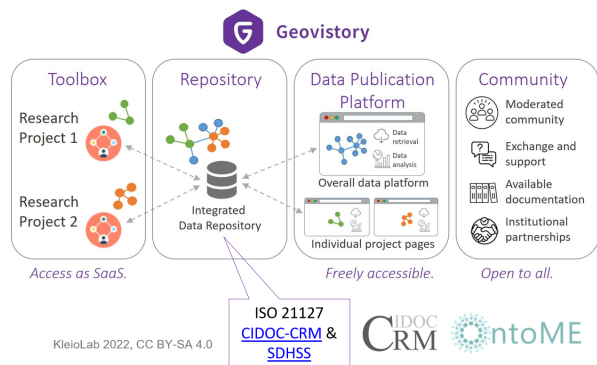 Geovistory
Toolbox
Research
Project 1
Research
Project 2
Access as SaaS.
Repository
Integrated
Data Repository
Data Publication
Platform
Data
retrieval
Data
analysis
Overall data platform
Individual project pages
Freely accessible.
Community
Moderated
community
Exchange and
support
Available
documentation
Institutional
partnerships
Open to all.
ISO 21127
CIDOC-CRM &
SDHSS
KleioLab 2022, CC BY-SA 4.0
CIDOC
CRM
OntoME